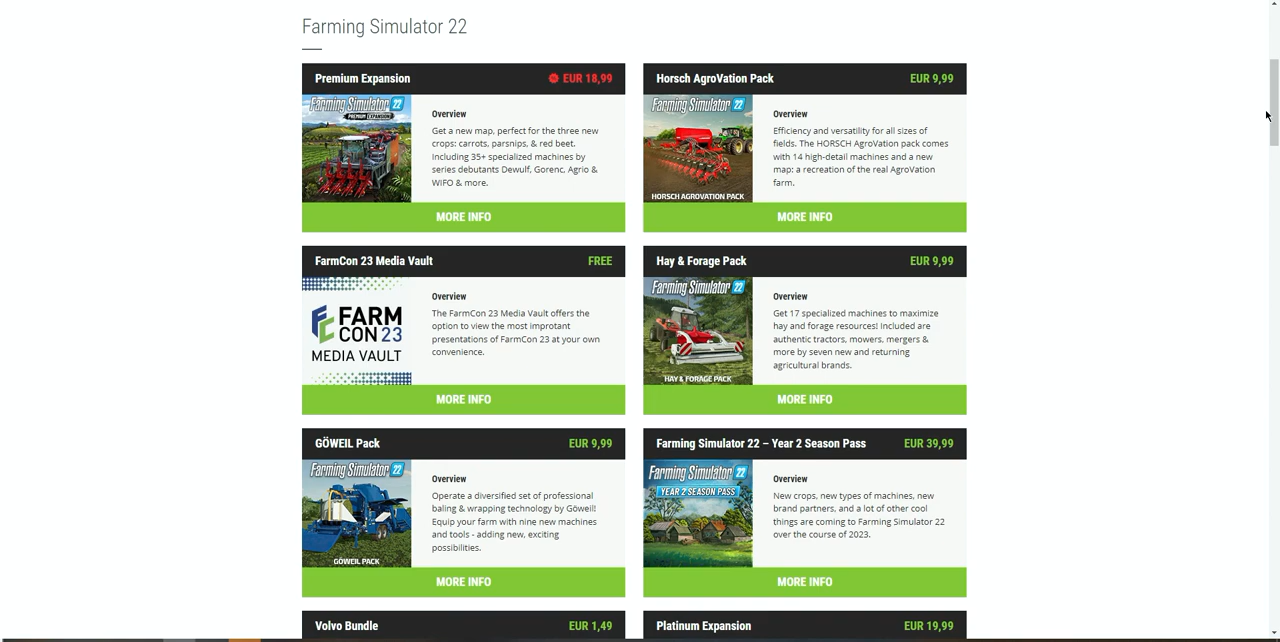 Farming Simulator 22
Premium Expansion
EUR 18,99
Farming Simulator 22
PREMIUM EXPANSION
Overview
Get a new map, perfect for the three new
crops: carrots, parsnips, & red beet.
Including 35+ specialized machines by
series debutants Dewulf, Gorenc, Agrio &
WIFO & more.
MORE INFO
Horsch AgroVation Pack
EUR 9,99
Farming Simulator 22
HORSCH AGROVATION PACK
Overview
Efficiency and versatility for all sizes of
fields. The HORSCH AgroVation pack comes
with 14 high-detail machines and a new
map: a recreation of the real AgroVation
farm.
MORE INFO
FarmCon 23 Media Vault
FREE
FARM
CON 23
MEDIA VAULT
Overview
The FarmCon 23 Media Vault offers the
option to view the most improtant
presentations of FarmCon 23 at your own
convenience.
MORE INFO
Hay & Forage Pack
EUR 9,99
Farming Simulator 22
HAY & FORAGE PACK
Overview
Get 17 specialized machines to maximize
hay and forage resources! Included are
authentic tractors, mowers, mergers &
more by seven new and returning
agricultural brands.
MORE INFO
GÖWEIL Pack
EUR 9,99
Farming Simulator 22
GÖWEIL PACK
Overview
Operate a diversified set of professional
baling & wrapping technology by Göweil!
Equip your farm with nine new machines
and tools - adding new, exciting
possibilities.
MORE INFO
Farming Simulator 22 – Year 2 Season Pass
EUR 39,99
Farming Simulator 22
YEAR 2 SEASON PASS
Overview
New crops, new types of machines, new
brand partners, and a lot of other cool
things are coming to Farming Simulator 22
over the course of 2023.
MORE INFO
Volvo Bundle
EUR 1,49
Platinum Expansion
EUR 19,99